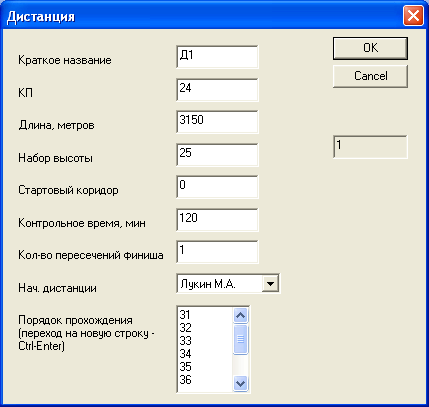 Дистанция
OK
Cancel
Краткое название Д1
КП 24
Длина, метров 3150
1
Набор высоты 25
Стартовый коридор 0
Контрольное время, мин 120
Кол-во пересечений финиша 1
Нач. дистанции Лукин М.А.
Порядок прохождения
(переход на новую строку -
Ctrl-Enter)
31
32
33
34
35
36